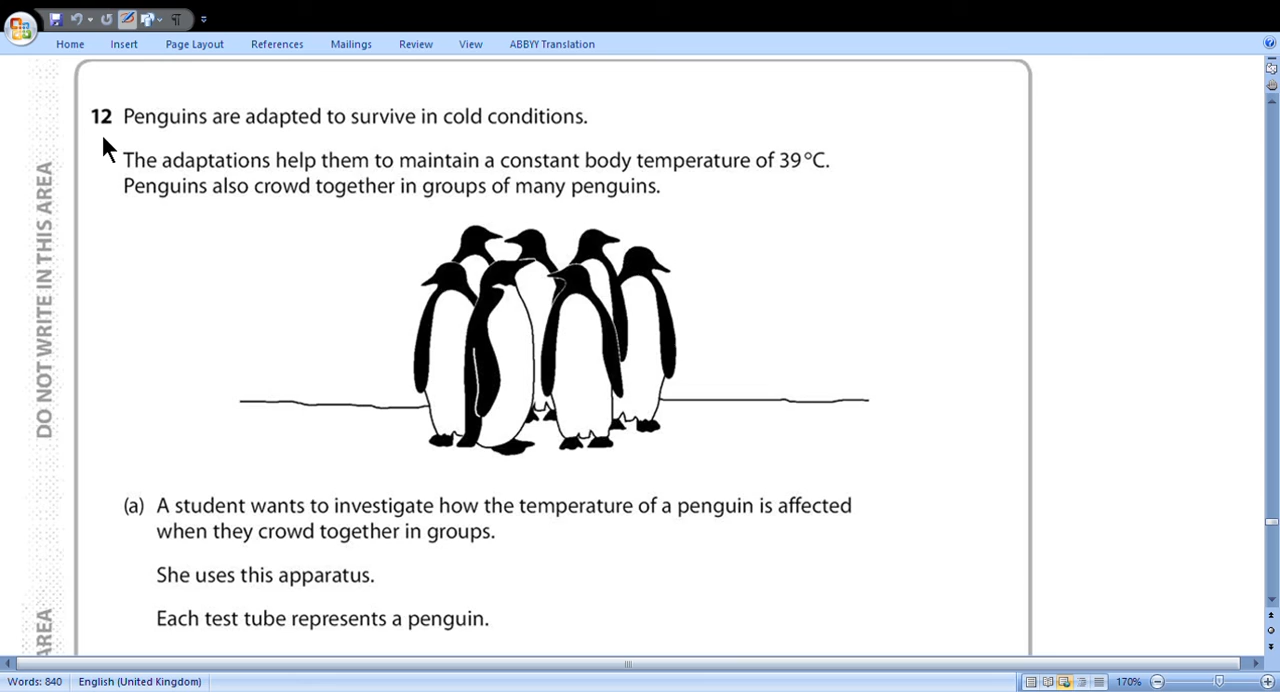 Home Insert Page Layout References Mailings Review View ABBYY Translation
12 Penguins are adapted to survive in cold conditions.
The adaptations help them to maintain a constant body temperature of 39 °C.
Penguins also crowd together in groups of many penguins.
DO NOT WRITE IN THIS AREA
(a) A student wants to investigate how the temperature of a penguin is affected
when they crowd together in groups.
She uses this apparatus.
Each test tube represents a penguin.
AREA
Words: 840 English (United Kingdom) 170%